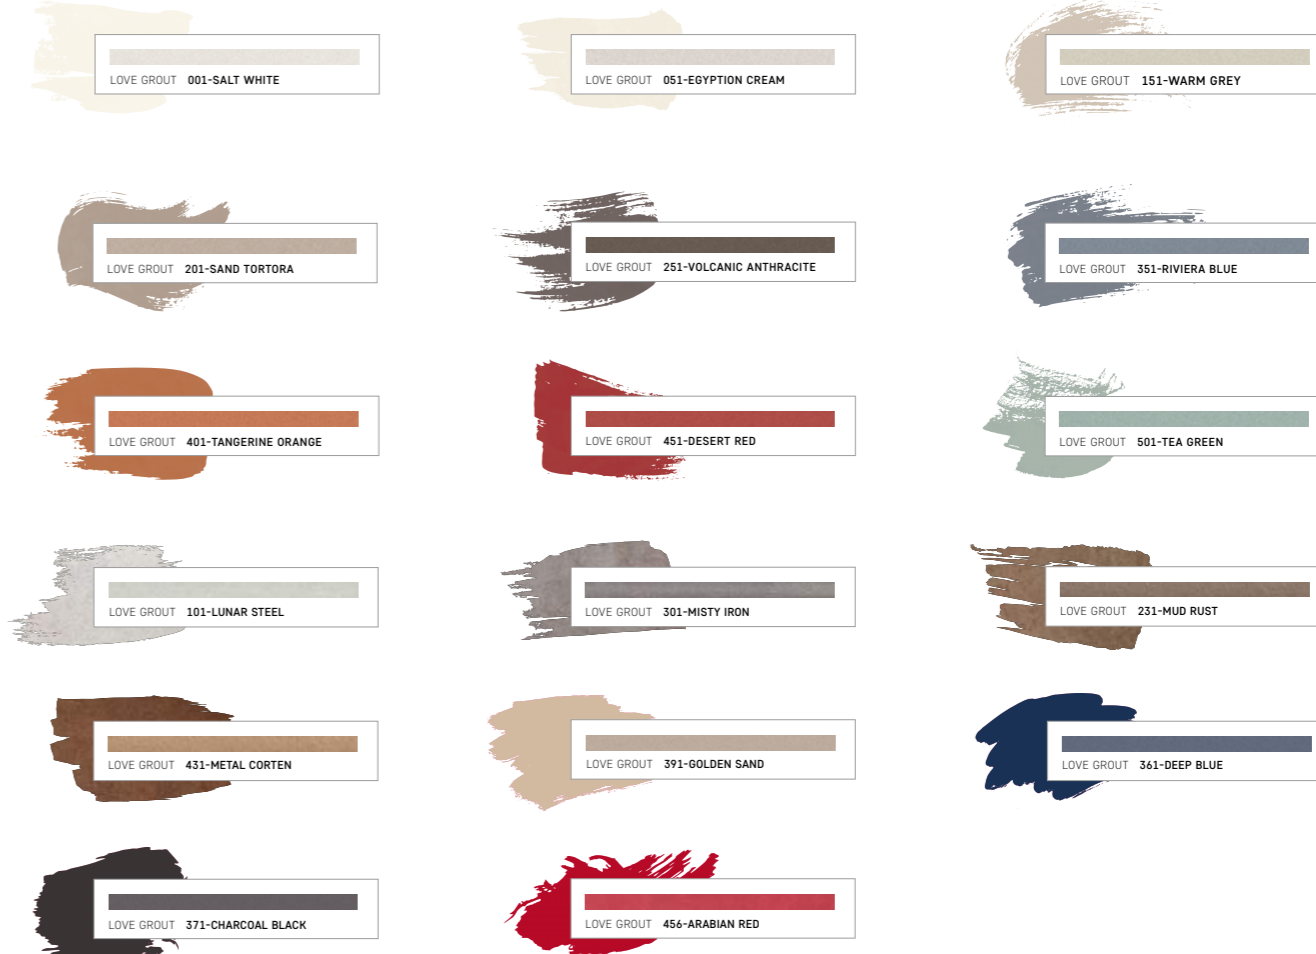 LOVE GROUT 001-SALT WHITE
LOVE GROUT 051-EGYPTION CREAM
LOVE GROUT 151-WARM GREY
LOVE GROUT 201-SAND TORTORA
LOVE GROUT 251-VOLCANIC ANTHRACITE
LOVE GROUT 351-RIVIERA BLUE
LOVE GROUT 401-TANGERINE ORANGE
LOVE GROUT 451-DESERT RED
LOVE GROUT 501-TEA GREEN
LOVE GROUT 101-LUNAR STEEL
LOVE GROUT 301-MISTY IRON
LOVE GROUT 231-MUD RUST
LOVE GROUT 431-METAL CORTEN
LOVE GROUT 391-GOLDEN SAND
LOVE GROUT 361-DEEP BLUE
LOVE GROUT 371-CHARCOAL BLACK
LOVE GROUT 456-ARABIAN RED